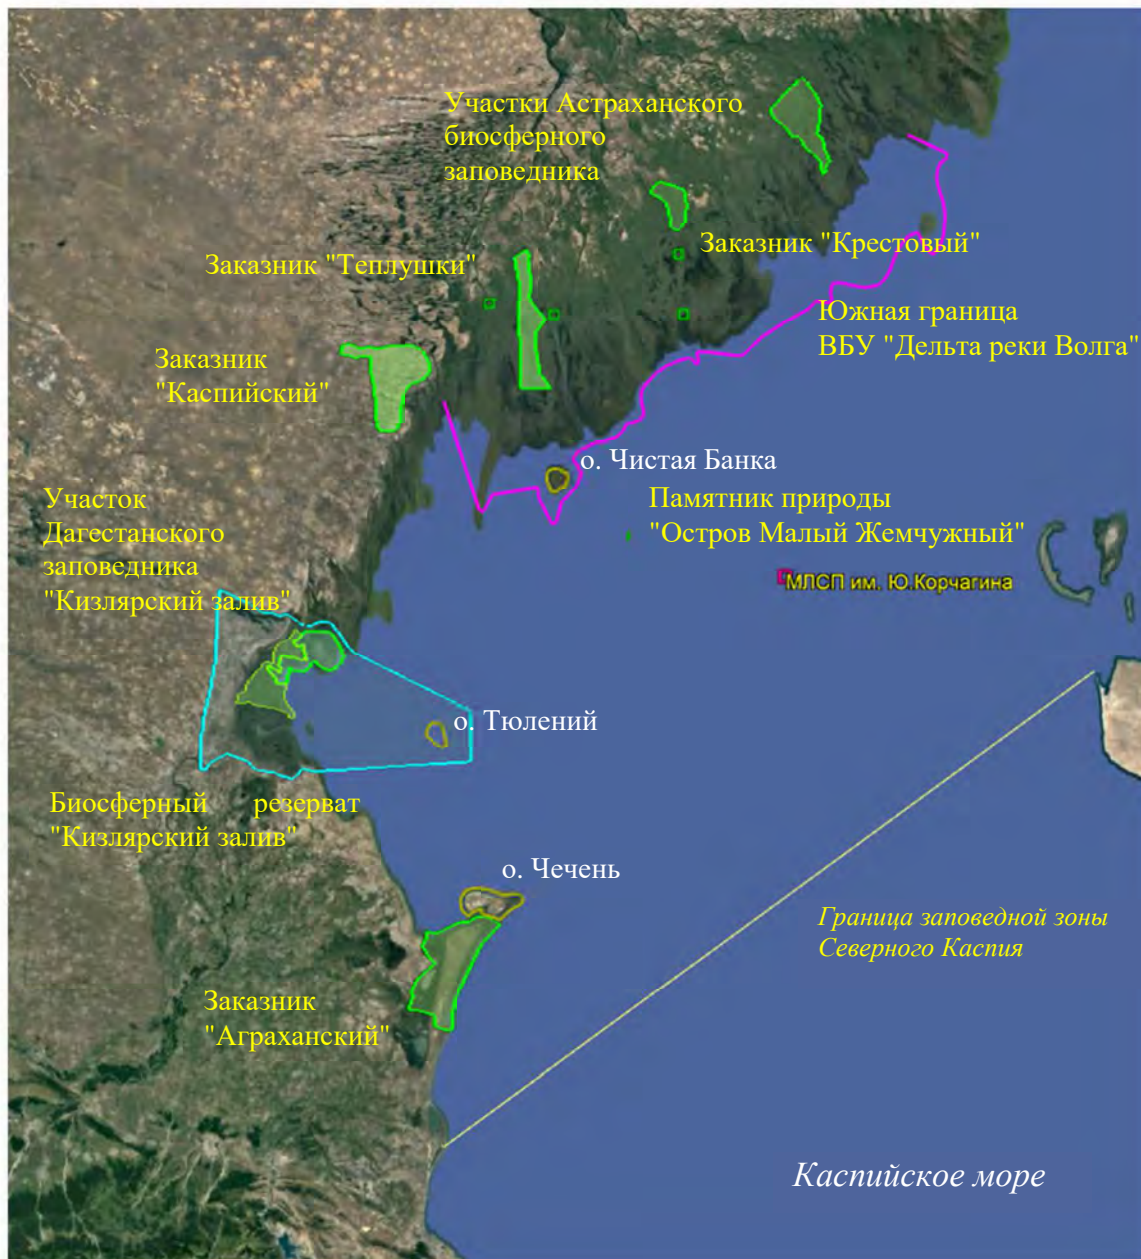 Участки Астраханского
биосферного
заповедника
Заказник "Крестовый"
Заказник "Теплушки"
Южная граница
ВБУ "Дельта реки Волга"
Заказник
"Каспийский"
о. Чистая Банка
Участок
Дагестанского
заповедника
"Кизлярский залив"
Памятник природы
"Остров Малый Жемчужный"
МЛСП им. Ю.Корчагина
о. Тюлений
Биосферный резерват
"Кизлярский залив"
о. Чечень
Граница заповедной зоны
Северного Каспия
Заказник
"Аграханский"
Каспийское море